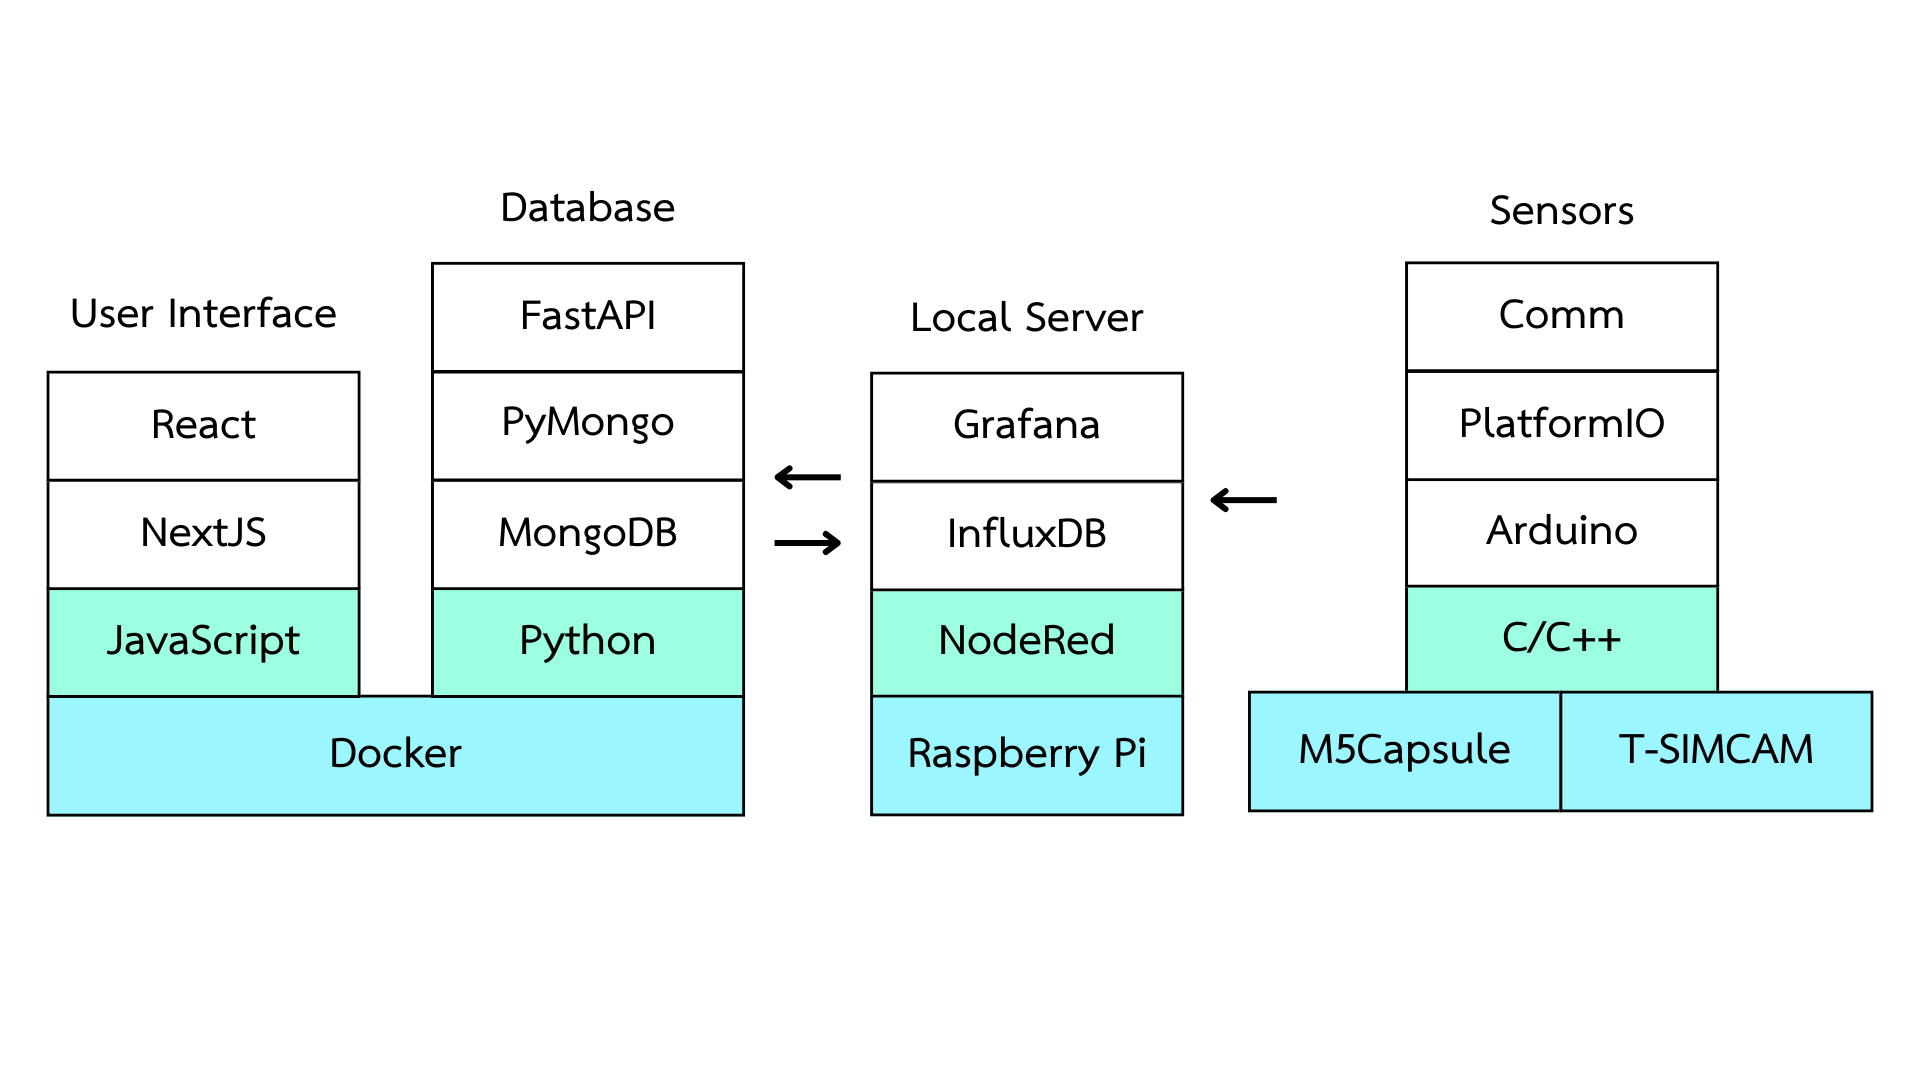 User Interface
React
NextJS
JavaScript
Database
FastAPI
PyMongo
MongoDB
Python
Docker
Local Server
Grafana
InfluxDB
NodeRed
Raspberry Pi
Sensors
Comm
PlatformIO
Arduino
C/C++
M5Capsule
T-SIMCAM